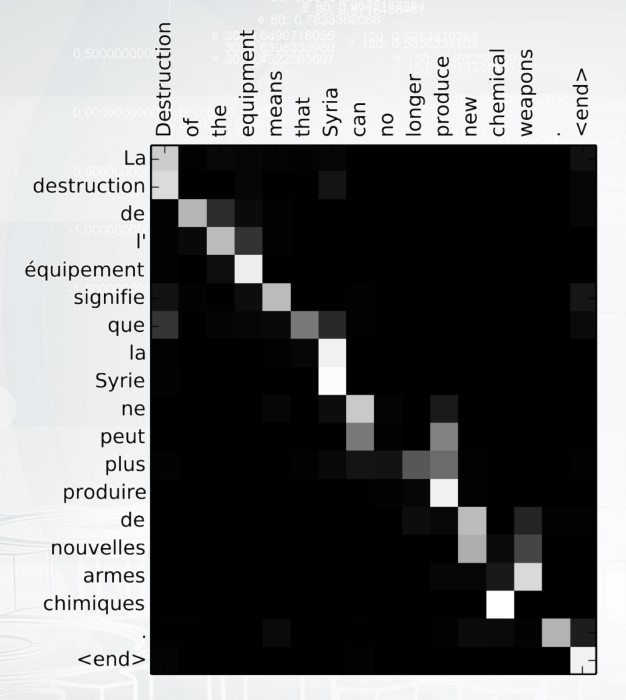 Destruction
of
the
equipment
means
that
Syria
can
no
longer
produce
new
chemical
weapons
.
<end>
La
destruction
de
l'
équipement
signifie
que
la
Syrie
ne
peut
plus
produire
de
nouvelles
armes
chimiques
.
<end>